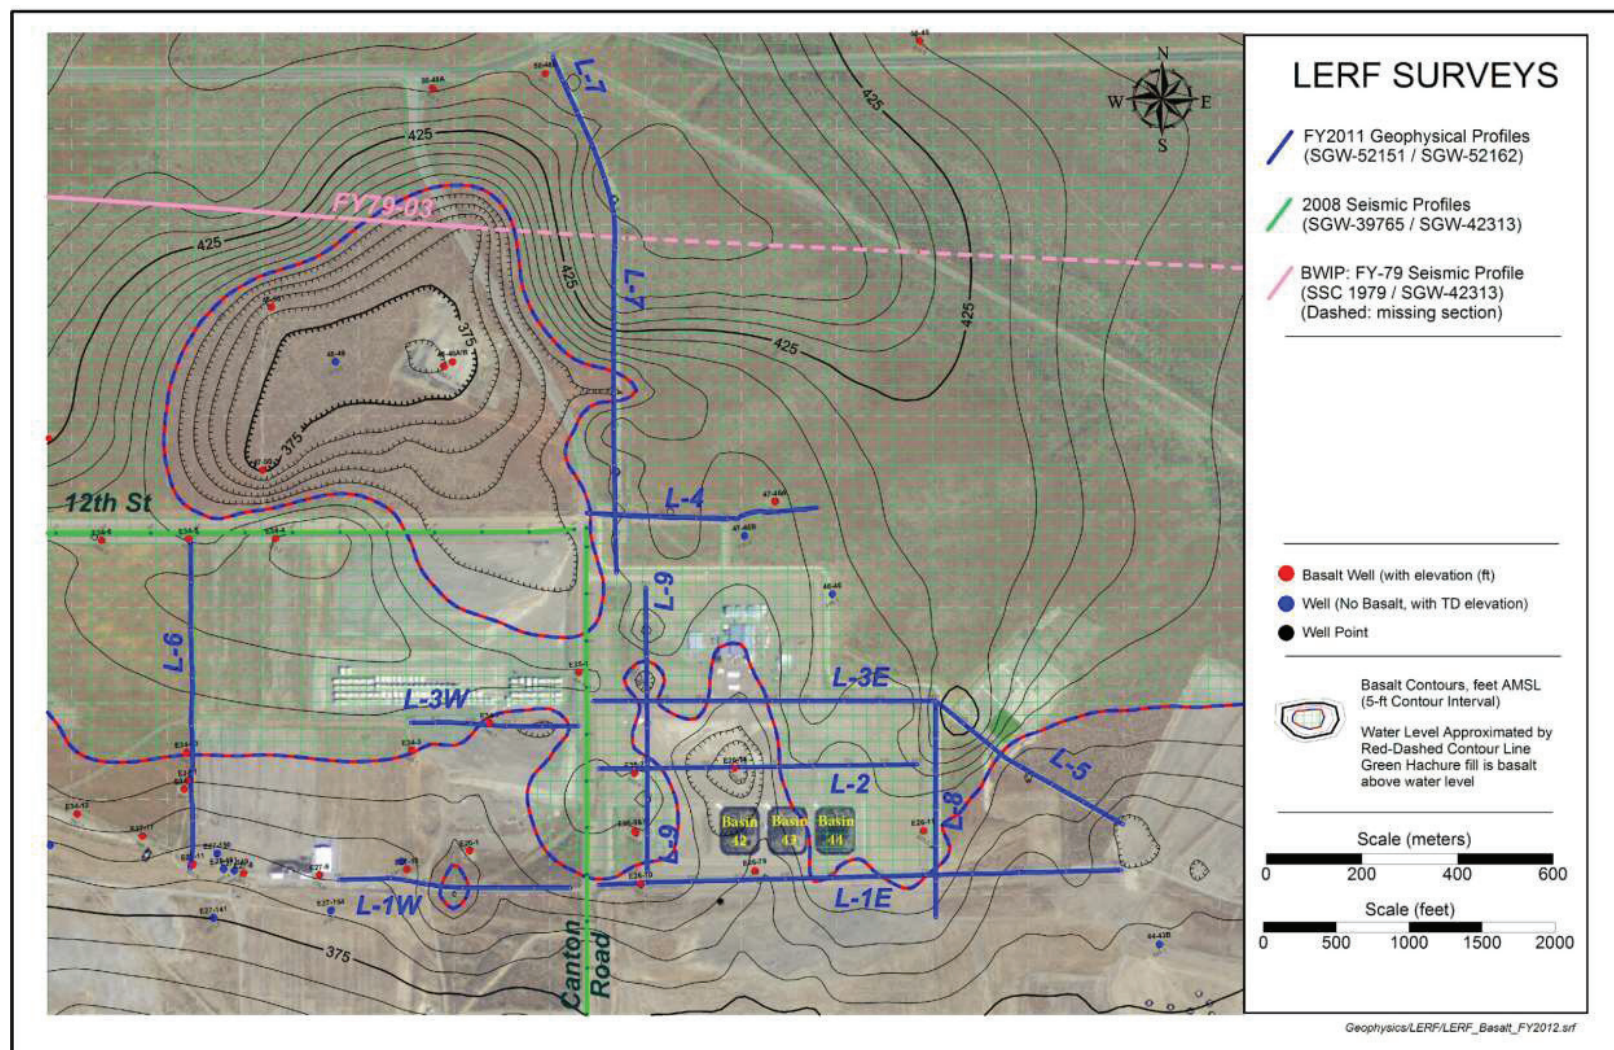 LERF SURVEYS
FY2011 Geophysical Profiles
(SGW-52151 / SGW-52162)
2008 Seismic Profiles
(SGW-39765 / SGW-42313)
BWIP: FY-79 Seismic Profile
(SSC 1979 / SGW-42313)
(Dashed: missing section)
Basalt Well (with elevation (ft)
Well (No Basalt, with TD elevation)
Well Point
Basalt Contours, feet AMSL
(5-ft Contour Interval)
Water Level Approximated by
Red-Dashed Contour Line
Green Hachure fill is basalt
above water level
Scale (meters)
0 200 400 600
Scale (feet)
0 500 1000 1500 2000
Geophysics/LERF/LERF_Basalt_FY2012.srf
N
W E
S
L-7
425
425
FY79-03
425
L-7
425
425
425
375
375
12th St
L-4
47-46A
L-9
L-6
L-3W
L-3E
L-2
L-5
L-8
L-9
Basin
42
Basin
43
Basin
44
L-1W
L-1E
375
Canton
Road